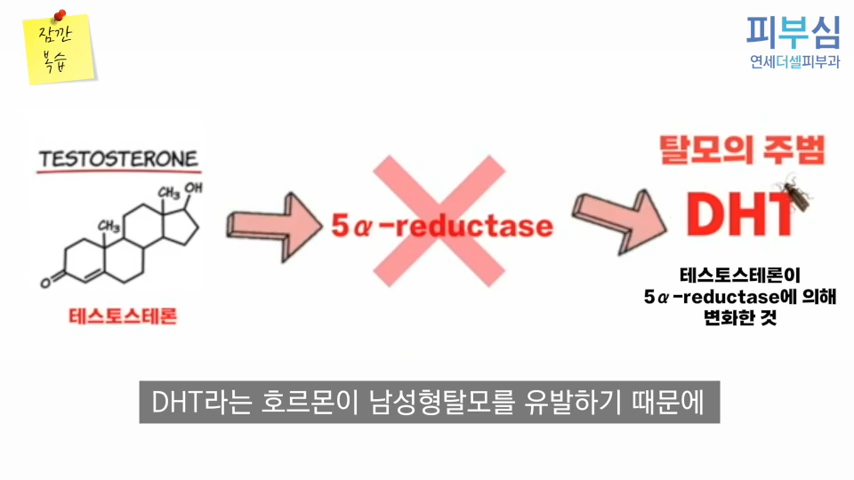 잠깐
복습
피부심
연세더셀피부과
TESTOSTERONE
CH₃
OH
CH₃
O
테스토스테론
5α-reductase
탈모의 주범
DHT
테스토스테론이
5α-reductase에 의해
변화한 것
DHT라는 호르몬이 남성형탈모를 유발하기 때문에